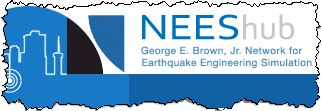 NEEShub
George E. Brown, Jr. Network for
Earthquake Engineering Simulation